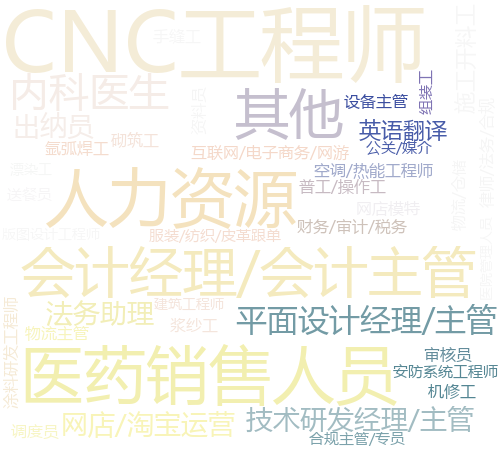 CNC工程师
手缝工
内科医生
其他
设备主管
组装工
出纳员
英语翻译
砌筑工
氩弧焊工
公关/媒介
互联网/电子商务/网游
空调/热能工程师
人力资源
普工/操作工
送餐员
网店模特
财务/审计/税务
服装/纺织/皮革跟单
会计经理/会计主管
涂料研发工程师
法务助理
建筑工程师
平面设计经理/主管
浆纱工
物流主管
医药销售人员
审核员
安防系统工程师
机修工
网店/淘宝运营
技术研发经理/主管
调度员
合规主管/专员